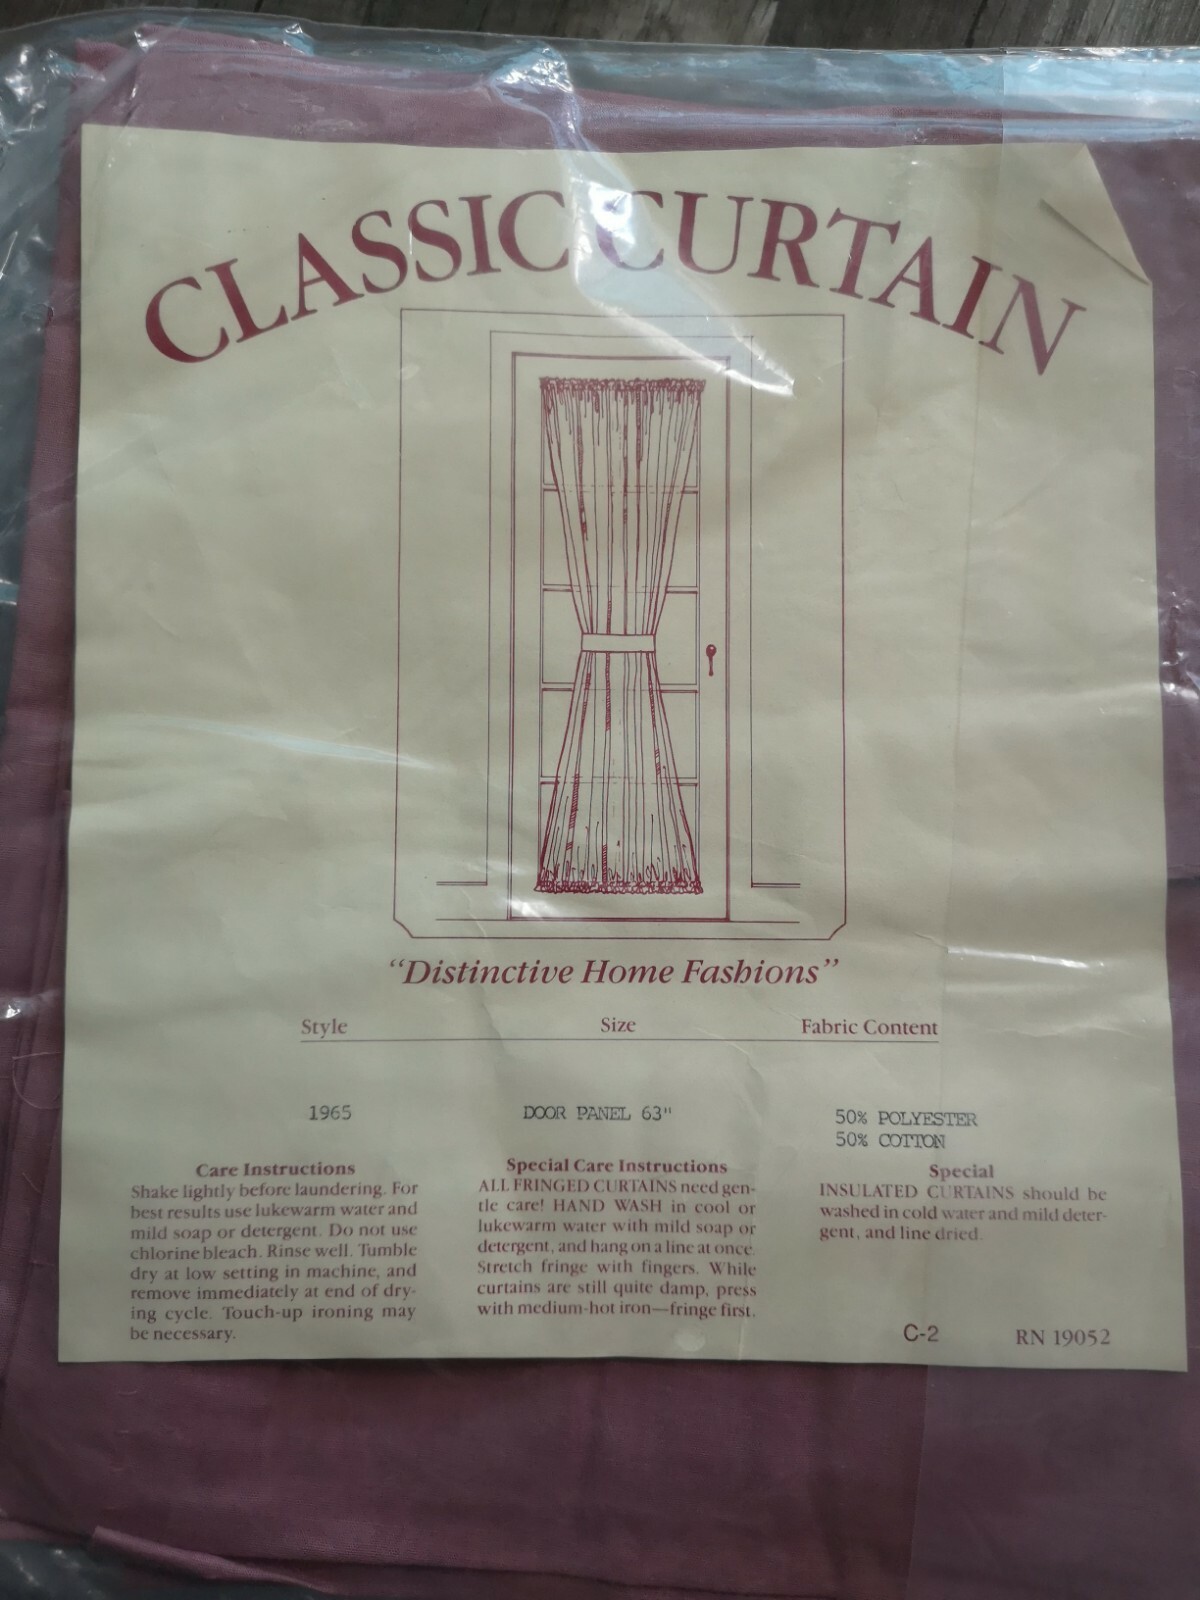 CLASSIC CURTAIN
“Distinctive Home Fashions”
Style Size Fabric Content
1965 DOOR PANEL 63" 50% POLYESTER
50% COTTON
Care Instructions
Shake lightly before laundering. For
best results use lukewarm water and
mild soap or detergent. Do not use
chlorine bleach. Rinse well. Tumble
dry at low setting in machine, and
remove immediately at end of dry-
ing cycle. Touch-up ironing may
be necessary.
Special Care Instructions
ALL FRINGED CURTAINS need gen-
tle care! HAND WASH in cool or
lukewarm water with mild soap or
detergent, and hang on a line at once.
Stretch fringe with fingers. While
curtains are still quite damp, press
with medium-hot iron—fringe first.
Special
INSULATED CURTAINS should be
washed in cold water and mild deter-
gent, and line dried.
C-2 RN 19052